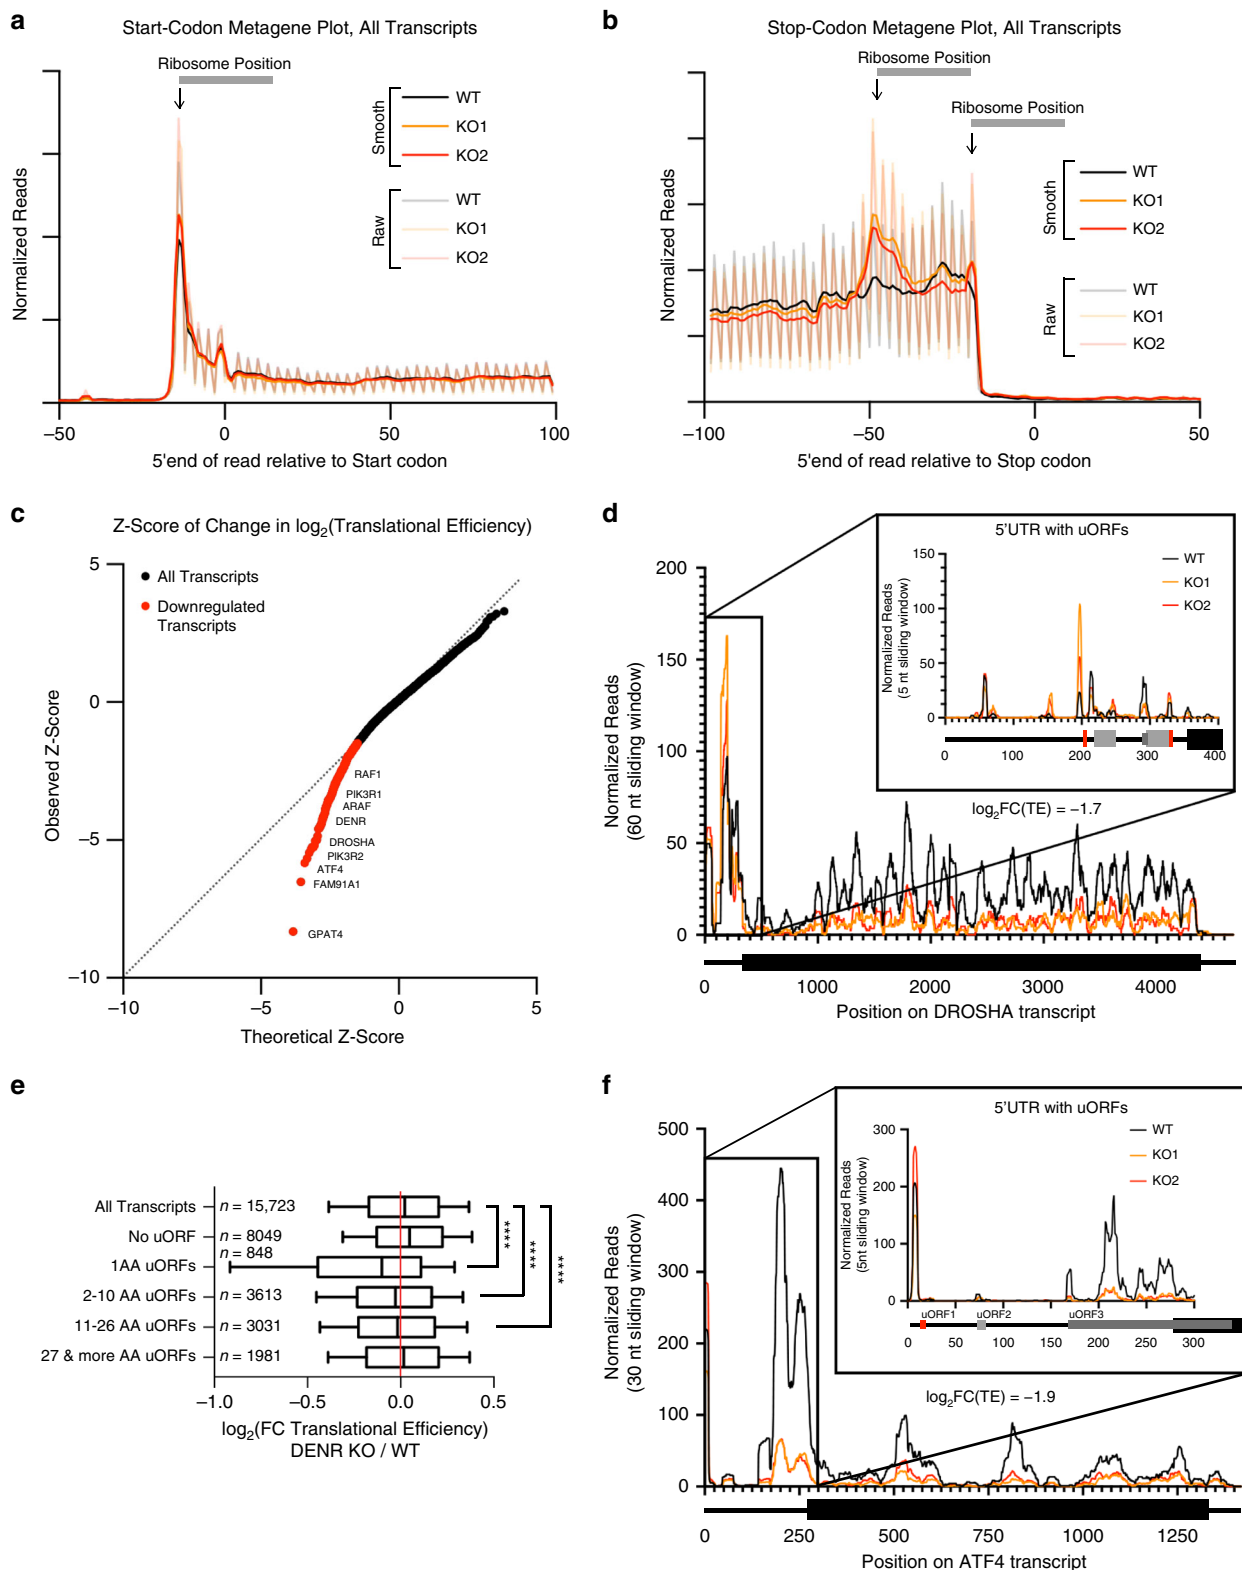 a
Start-Codon Metagene Plot, All Transcripts
Ribosome Position
Smooth
WT
KO1
KO2
Raw
WT
KO1
KO2
Normalized Reads
−50
0
50
100
5'end of read relative to Start codon
b
Stop-Codon Metagene Plot, All Transcripts
Ribosome Position
Ribosome Position
Smooth
WT
KO1
KO2
Raw
WT
KO1
KO2
Normalized Reads
−100
−50
0
50
5'end of read relative to Stop codon
c
Z-Score of Change in log2(Translational Efficiency)
All Transcripts
Downregulated
Transcripts
5
0
−5
−10
Observed Z-Score
RAF1
PIK3R1
ARAF
DENR
DROSHA
PIK3R2
ATF4
FAM91A1
GPAT4
−10
−5
0
5
Theoretical Z-Score
d
5'UTR with uORFs
WT
KO1
KO2
150
100
50
0
Normalized Reads
(5 nt sliding window)
0
100
200
300
400
log2FC(TE) = −1.7
200
150
100
50
0
Normalized Reads
(60 nt sliding window)
0
1000
2000
3000
4000
Position on DROSHA transcript
e
All Transcripts
n = 15,723
No uORF
n = 8049
1AA uORFs
n = 848
2-10 AA uORFs
n = 3613
11-26 AA uORFs
n = 3031
27 & more AA uORFs
n = 1981
****
****
****
−1.0
−0.5
0.0
0.5
log2(FC Translational Efficiency)
DENR KO / WT
f
5'UTR with uORFs
WT
KO1
KO2
300
200
100
0
Normalized Reads
(5nt sliding window)
uORF1
uORF2
uORF3
0
50
100
150
200
250
300
log2FC(TE) = −1.9
500
400
300
200
100
0
Normalized Reads
(30 nt sliding window)
0
250
500
750
1000
1250
Position on ATF4 transcript